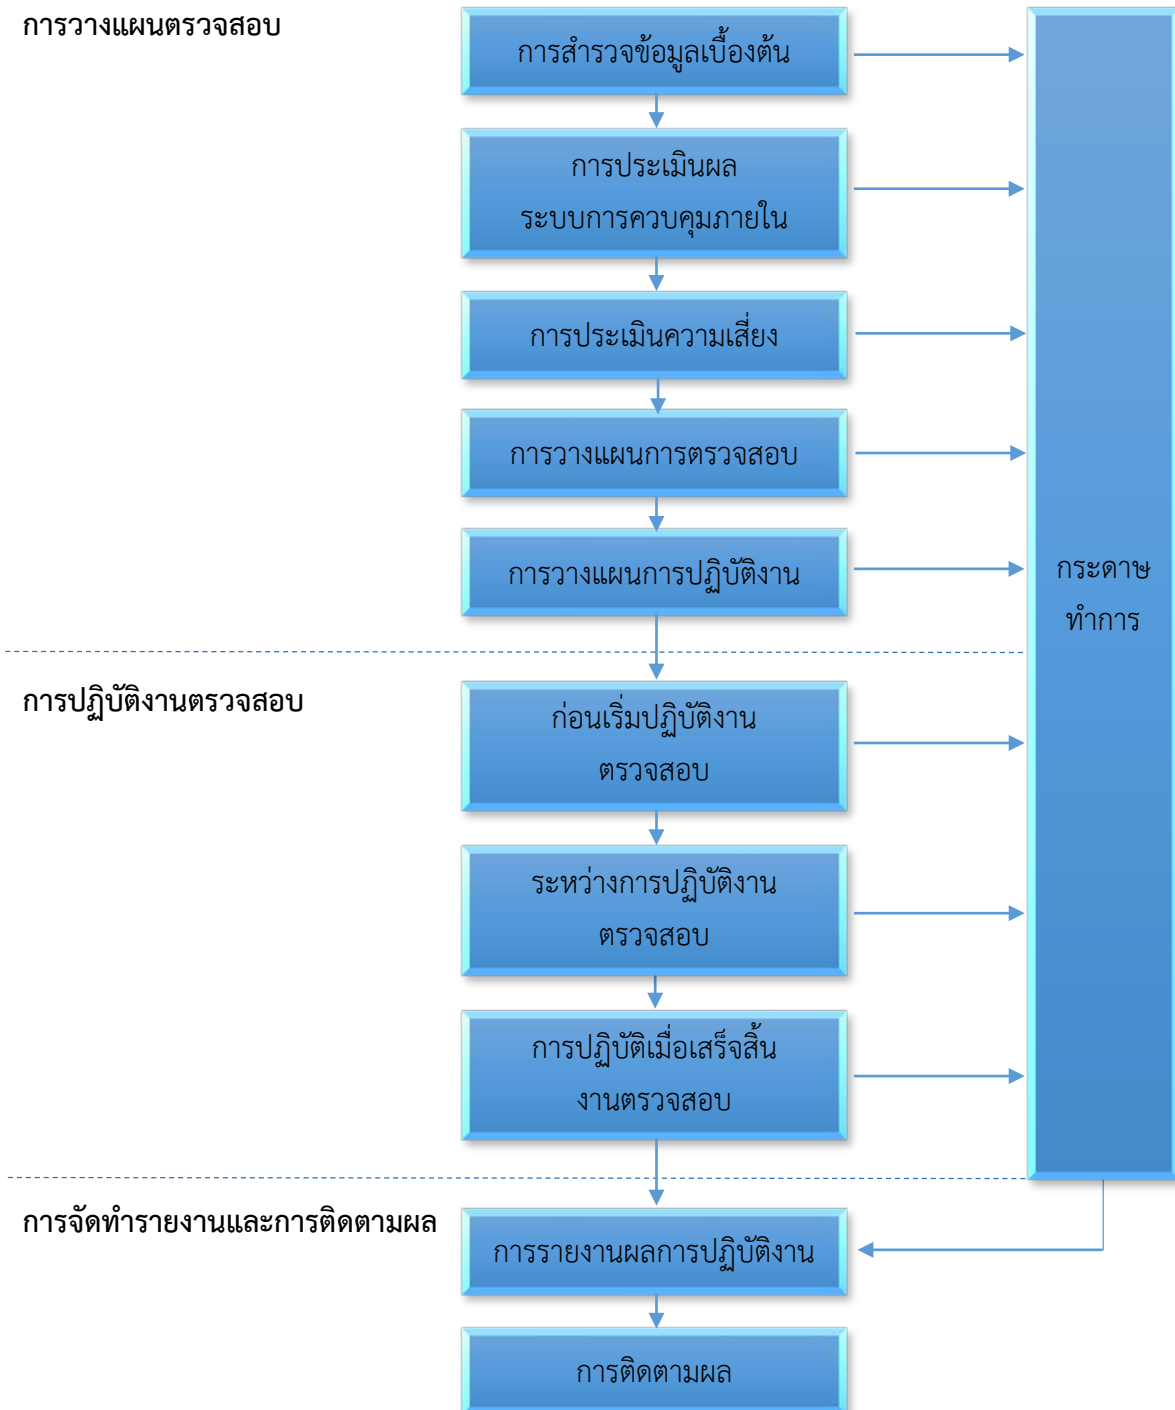 การวางแผนตรวจสอบ
การสำรวจข้อมูลเบื้องต้น
การประเมินผล
ระบบการควบคุมภายใน
การประเมินความเสี่ยง
การวางแผนการตรวจสอบ
การวางแผนการปฏิบัติงาน
กระดาษ
ทำการ
การปฏิบัติงานตรวจสอบ
ก่อนเริ่มปฏิบัติงาน
ตรวจสอบ
ระหว่างการปฏิบัติงาน
ตรวจสอบ
การปฏิบัติเมื่อเสร็จสิ้น
งานตรวจสอบ
การจัดทำรายงานและการติดตามผล
การรายงานผลการปฏิบัติงาน
การติดตามผล